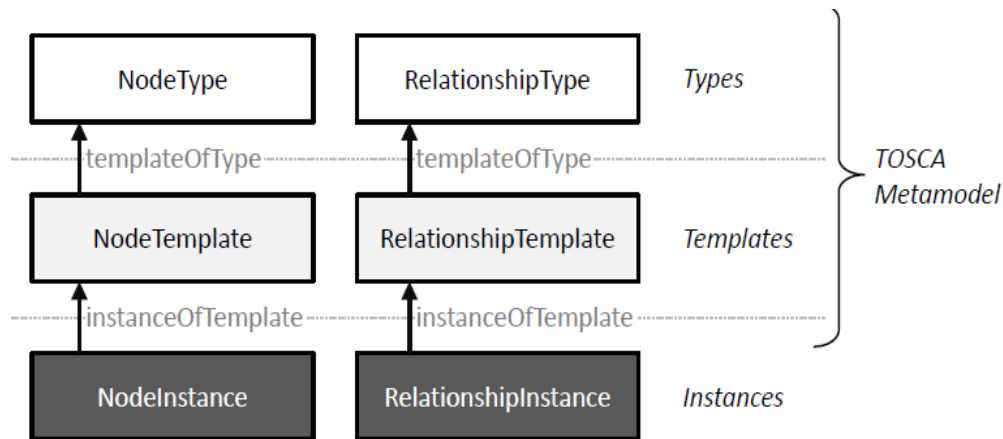 NodeType
RelationshipType
Types
templateOfType
templateOfType
TOSCA
Metamodel
NodeTemplate
RelationshipTemplate
Templates
instanceOfTemplate
instanceOfTemplate
NodeInstance
RelationshipInstance
Instances